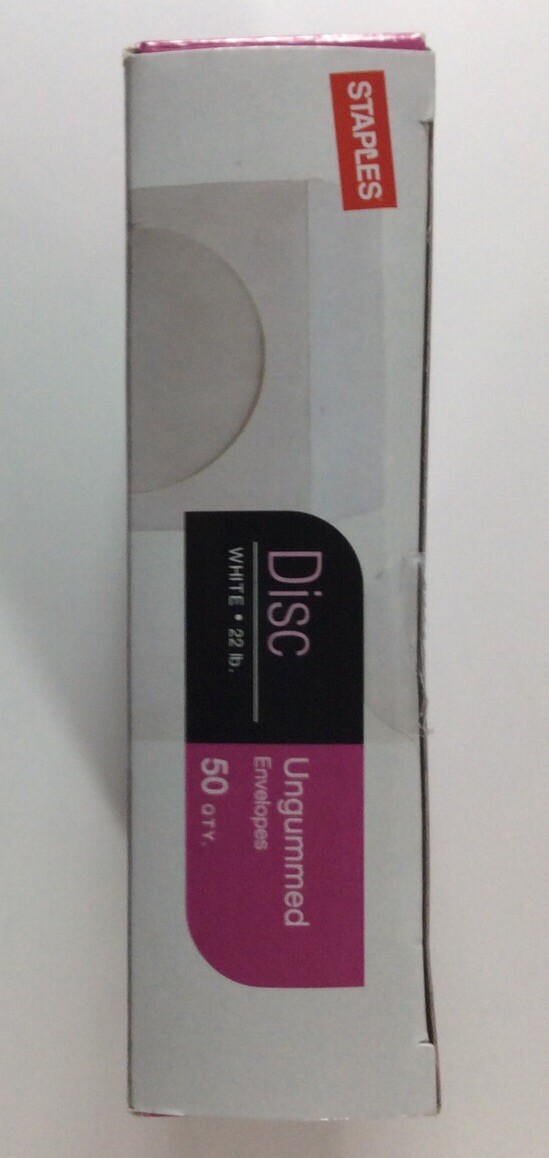 STAPLES
Disc
WHITE • 22 lb.
Ungummed
Envelopes
50 QTY.